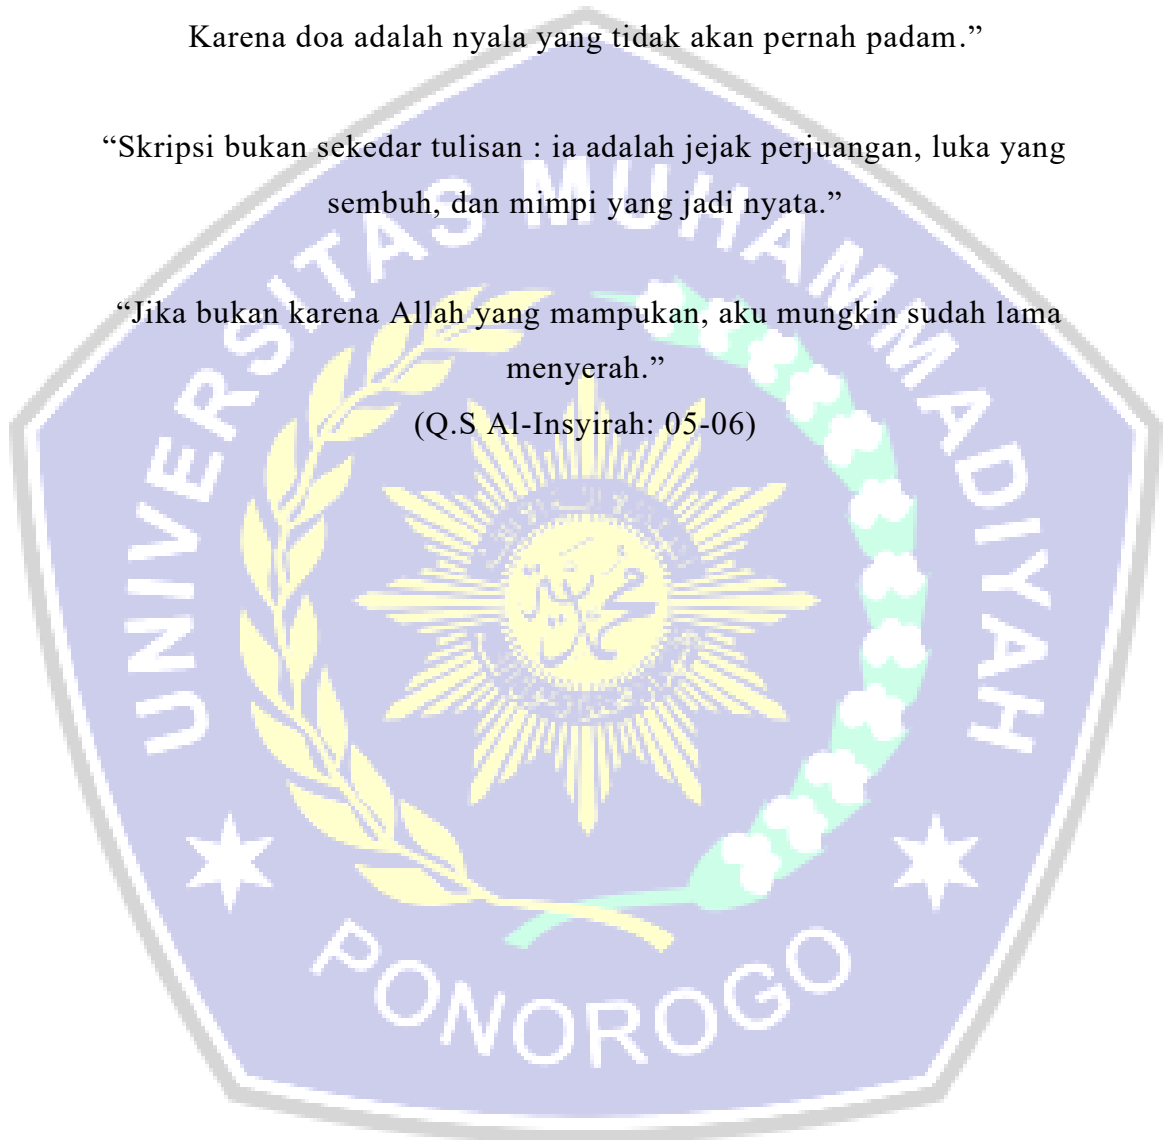 Karena doa adalah nyala yang tidak akan pernah padam.”
“Skripsi bukan sekedar tulisan : ia adalah jejak perjuangan, luka yang
sembuh, dan mimpi yang jadi nyata.”
“Jika bukan karena Allah yang mampukan, aku mungkin sudah lama
menyerah.”
(Q.S Al-Insyirah: 05-06)
UNIVERSITAS MUHAMMADIYAH
PONOROGO